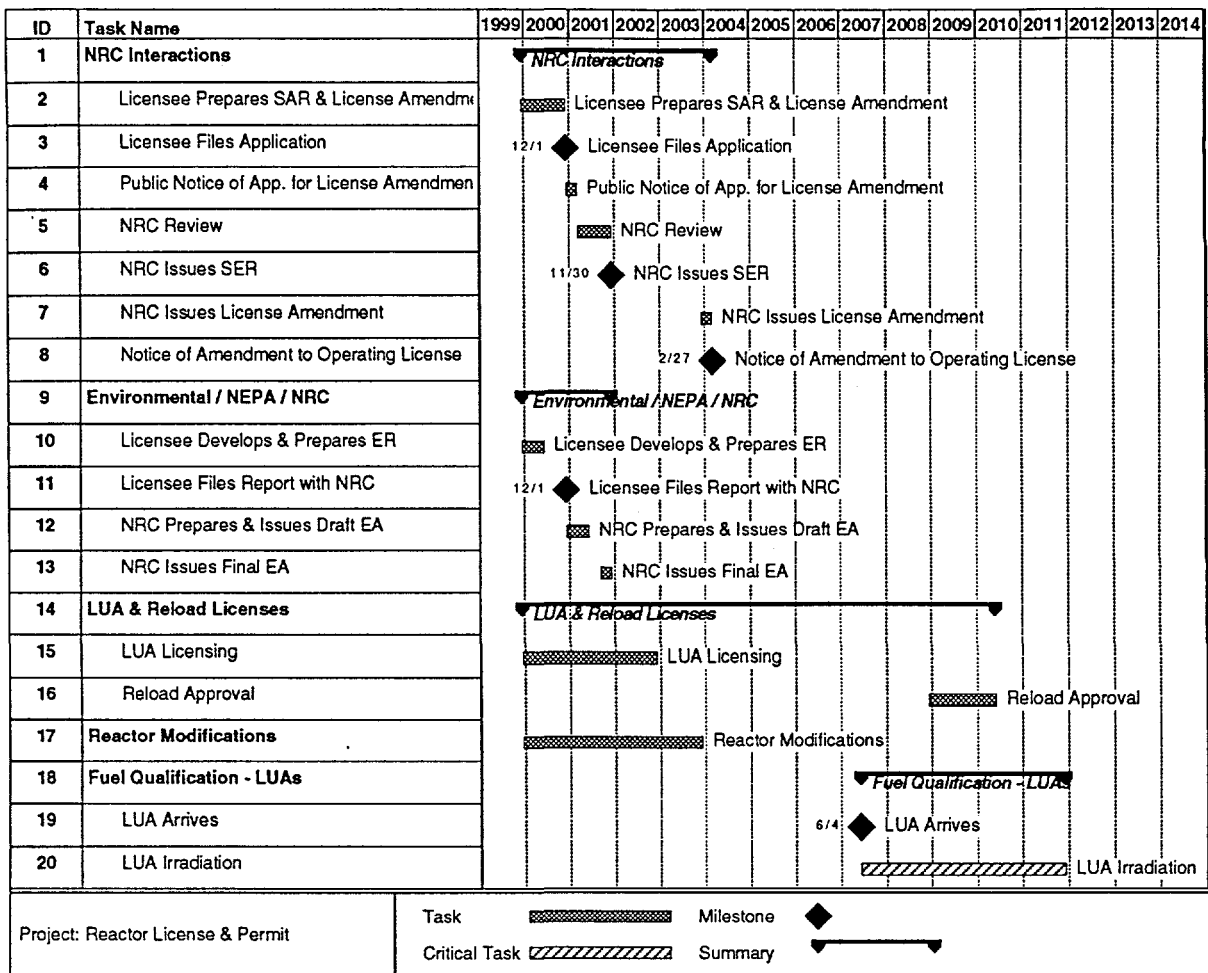 ID Task Name 1999 2000 2001 2002 2003 2004 2005 2006 2007 2008 2009 2010 2011 2012 2013 2014
1 NRC Interactions NRC Interactions
2 Licensee Prepares SAR & License Amendme Licensee Prepares SAR & License Amendment
3 Licensee Files Application 12/1 Licensee Files Application
4 Public Notice of App. for License Amendmen Public Notice of App. for License Amendment
5 NRC Review NRC Review
6 NRC Issues SER 11/30 NRC Issues SER
7 NRC Issues License Amendment NRC Issues License Amendment
8 Notice of Amendment to Operating License 2/27 Notice of Amendment to Operating License
9 Environmental / NEPA / NRC Environmental / NEPA / NRC
10 Licensee Develops & Prepares ER Licensee Develops & Prepares ER
11 Licensee Files Report with NRC 12/1 Licensee Files Report with NRC
12 NRC Prepares & Issues Draft EA NRC Prepares & Issues Draft EA
13 NRC Issues Final EA NRC Issues Final EA
14 LUA & Reload Licenses LUA & Reload Licenses
15 LUA Licensing LUA Licensing
16 Reload Approval Reload Approval
17 Reactor Modifications Reactor Modifications
18 Fuel Qualification - LUAs Fuel Qualification - LUAs
19 LUA Arrives 6/4 LUA Arrives
20 LUA Irradiation LUA Irradiation
Project: Reactor License & Permit
Task Milestone
Critical Task Summary